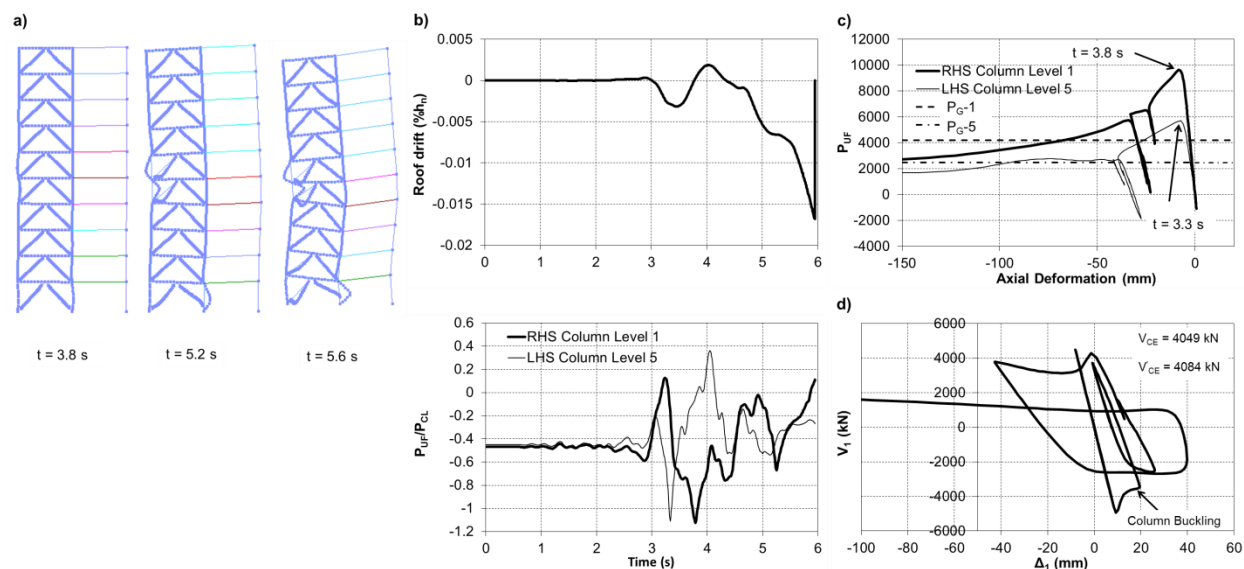 a)
t = 3.8 s
t = 5.2 s
t = 5.6 s
b)
Roof drift (%hn)
0.005
0
-0.005
-0.01
-0.015
-0.02
0 1 2 3 4 5 6
PUF/PCL
0.6
0.4
0.2
0
-0.2
-0.4
-0.6
-0.8
-1
-1.2
RHS Column Level 1
LHS Column Level 5
0 1 2 3 4 5 6
Time (s)
c)
PUF
12000
10000
8000
6000
4000
2000
0
-2000
-4000
t = 3.8 s
RHS Column Level 1
LHS Column Level 5
PG-1
PG-5
t = 3.3 s
-150 -100 -50 0
Axial Deformation (mm)
d)
V1 (kN)
6000
4000
2000
0
-2000
-4000
-6000
VCE = 4049 kN
VCE = 4084 kN
Column Buckling
-100 -80 -60 -40 -20 0 20 40 60
Δ1 (mm)